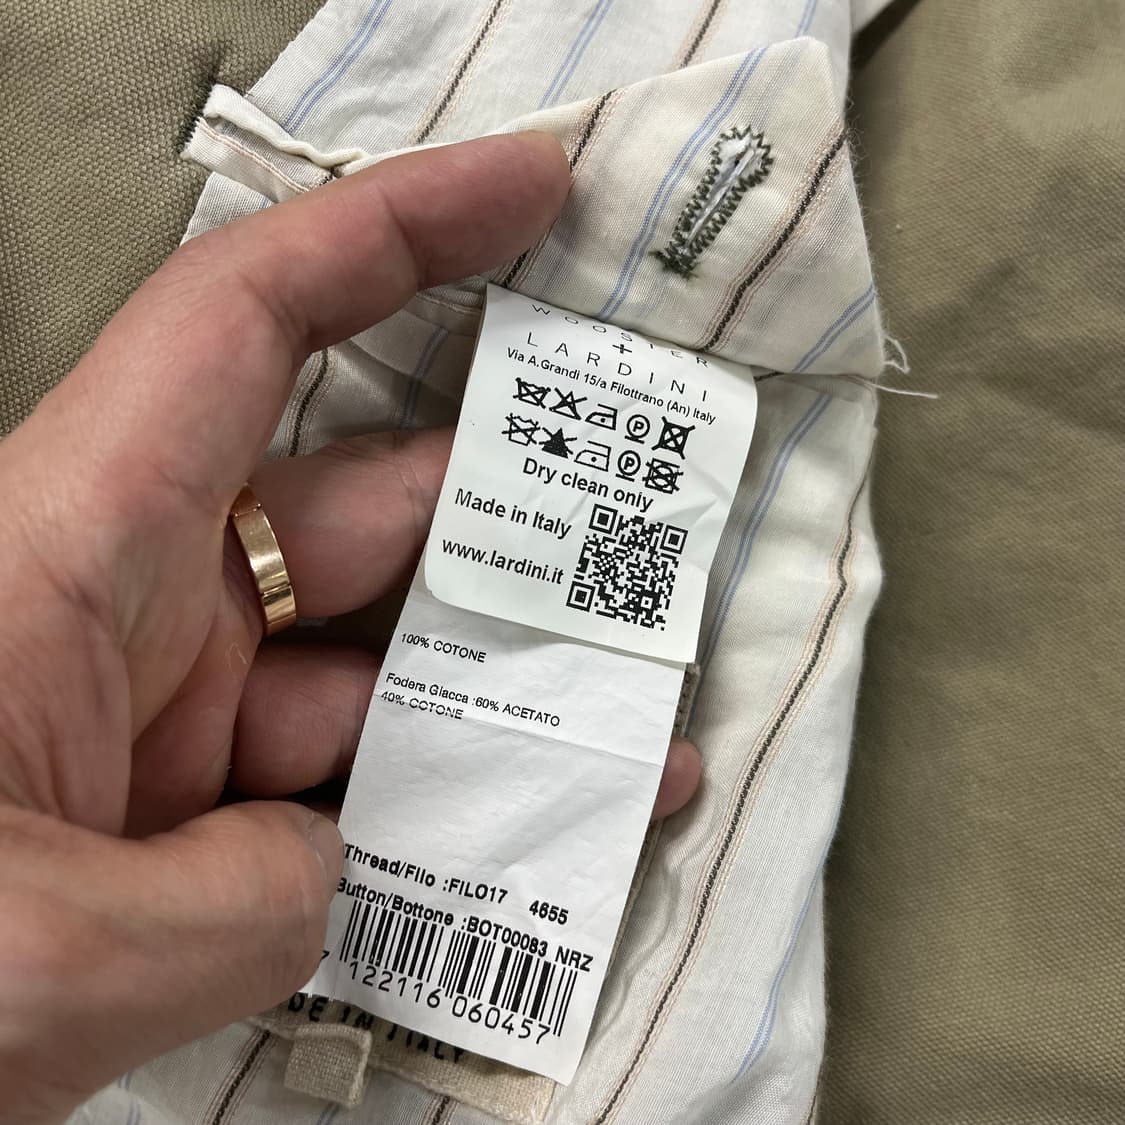 WOOSTER
+
LARDINI
Via A.Grandi 15/a Filottrano (An) Italy
Dry clean only
Made in Italy
www.lardini.it
100% COTONE
Fodera Giacca :60% ACETATO
40% COTONE
Thread/Filo :FILO17 4655
Button/Bottone :BOT00083 NRZ
7 122116 060457
DE IN ITALY